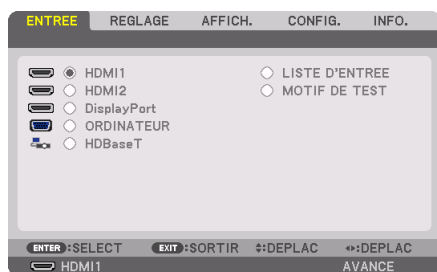 ENTREE REGLAGE AFFICH. CONFIG. INFO.
HDMI1 LISTE D'ENTREE
HDMI2 MOTIF DE TEST
DisplayPort
ORDINATEUR
HDBaseT
ENTER :SELECT EXIT :SORTIR :DEPLAC :DEPLAC
HDMI1 AVANCE